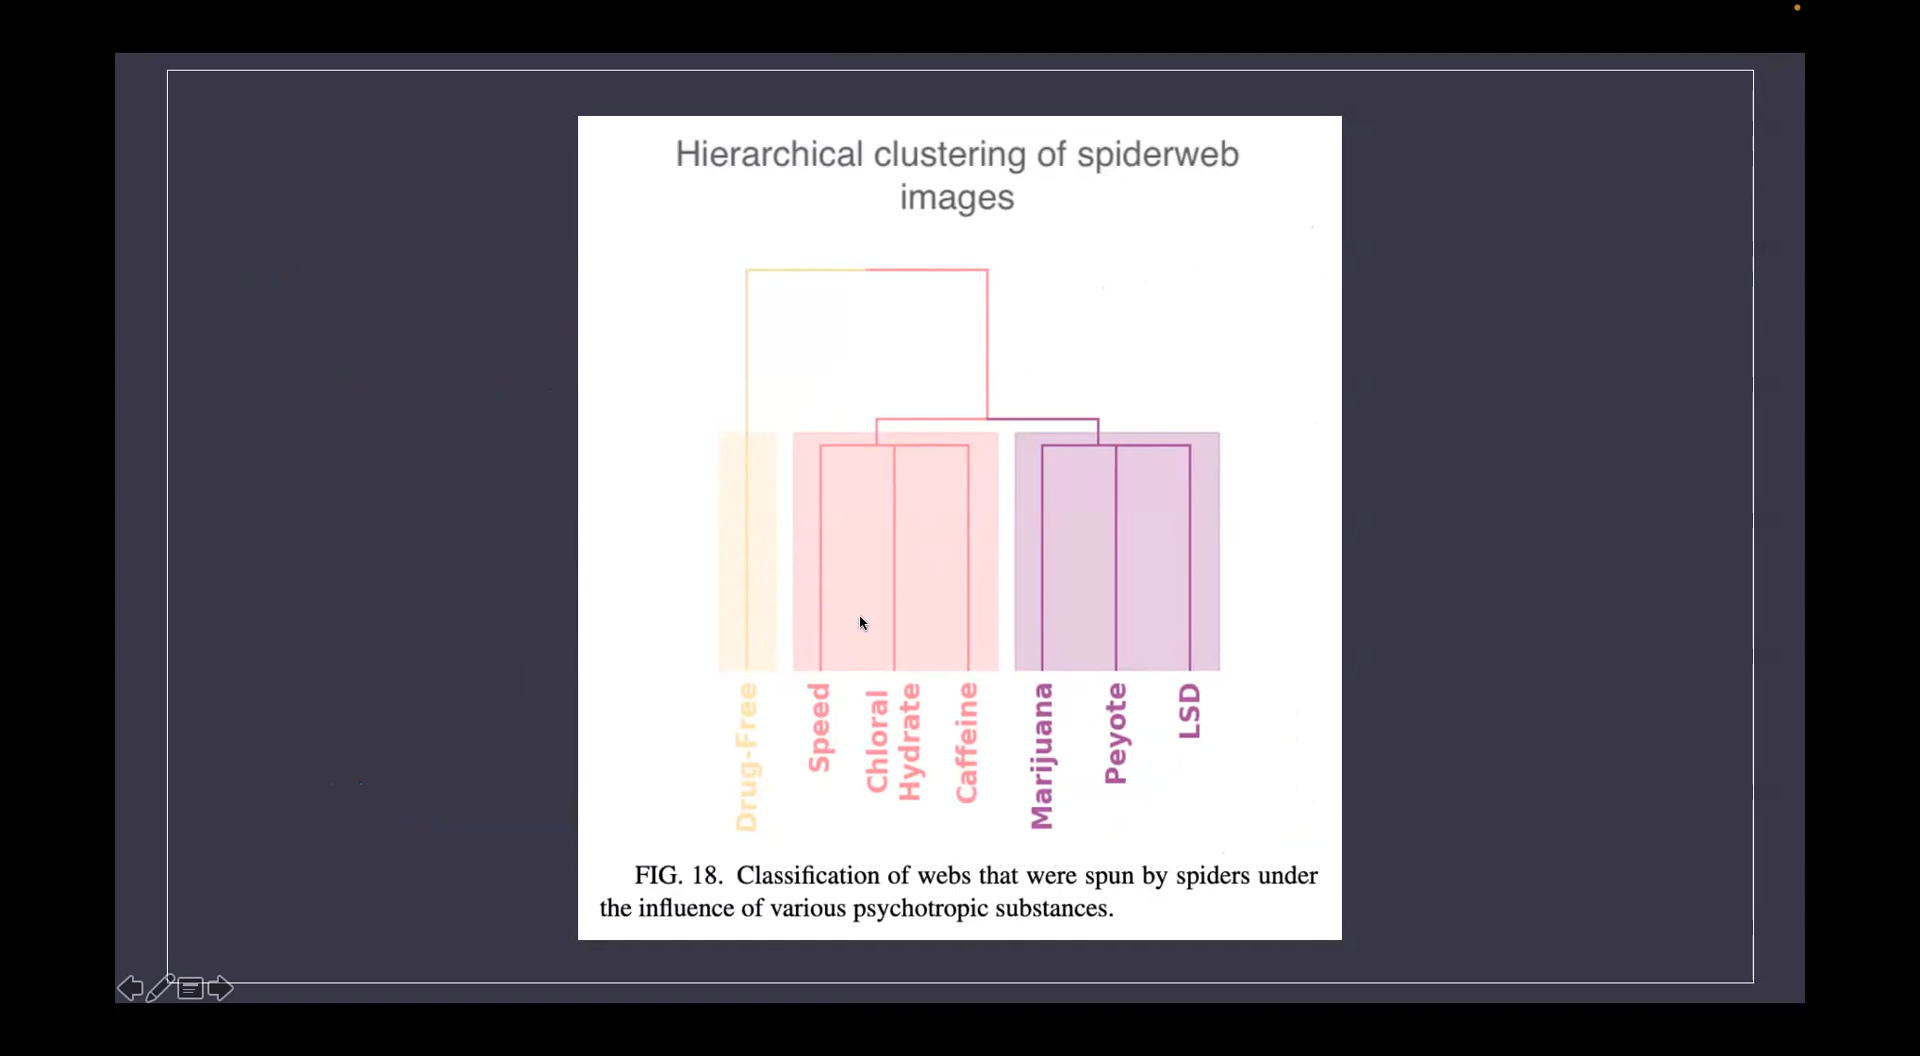 Hierarchical clustering of spiderweb
images
Drug-Free
Speed
Chloral
Hydrate
Caffeine
Marijuana
Peyote
LSD
FIG. 18. Classification of webs that were spun by spiders under
the influence of various psychotropic substances.